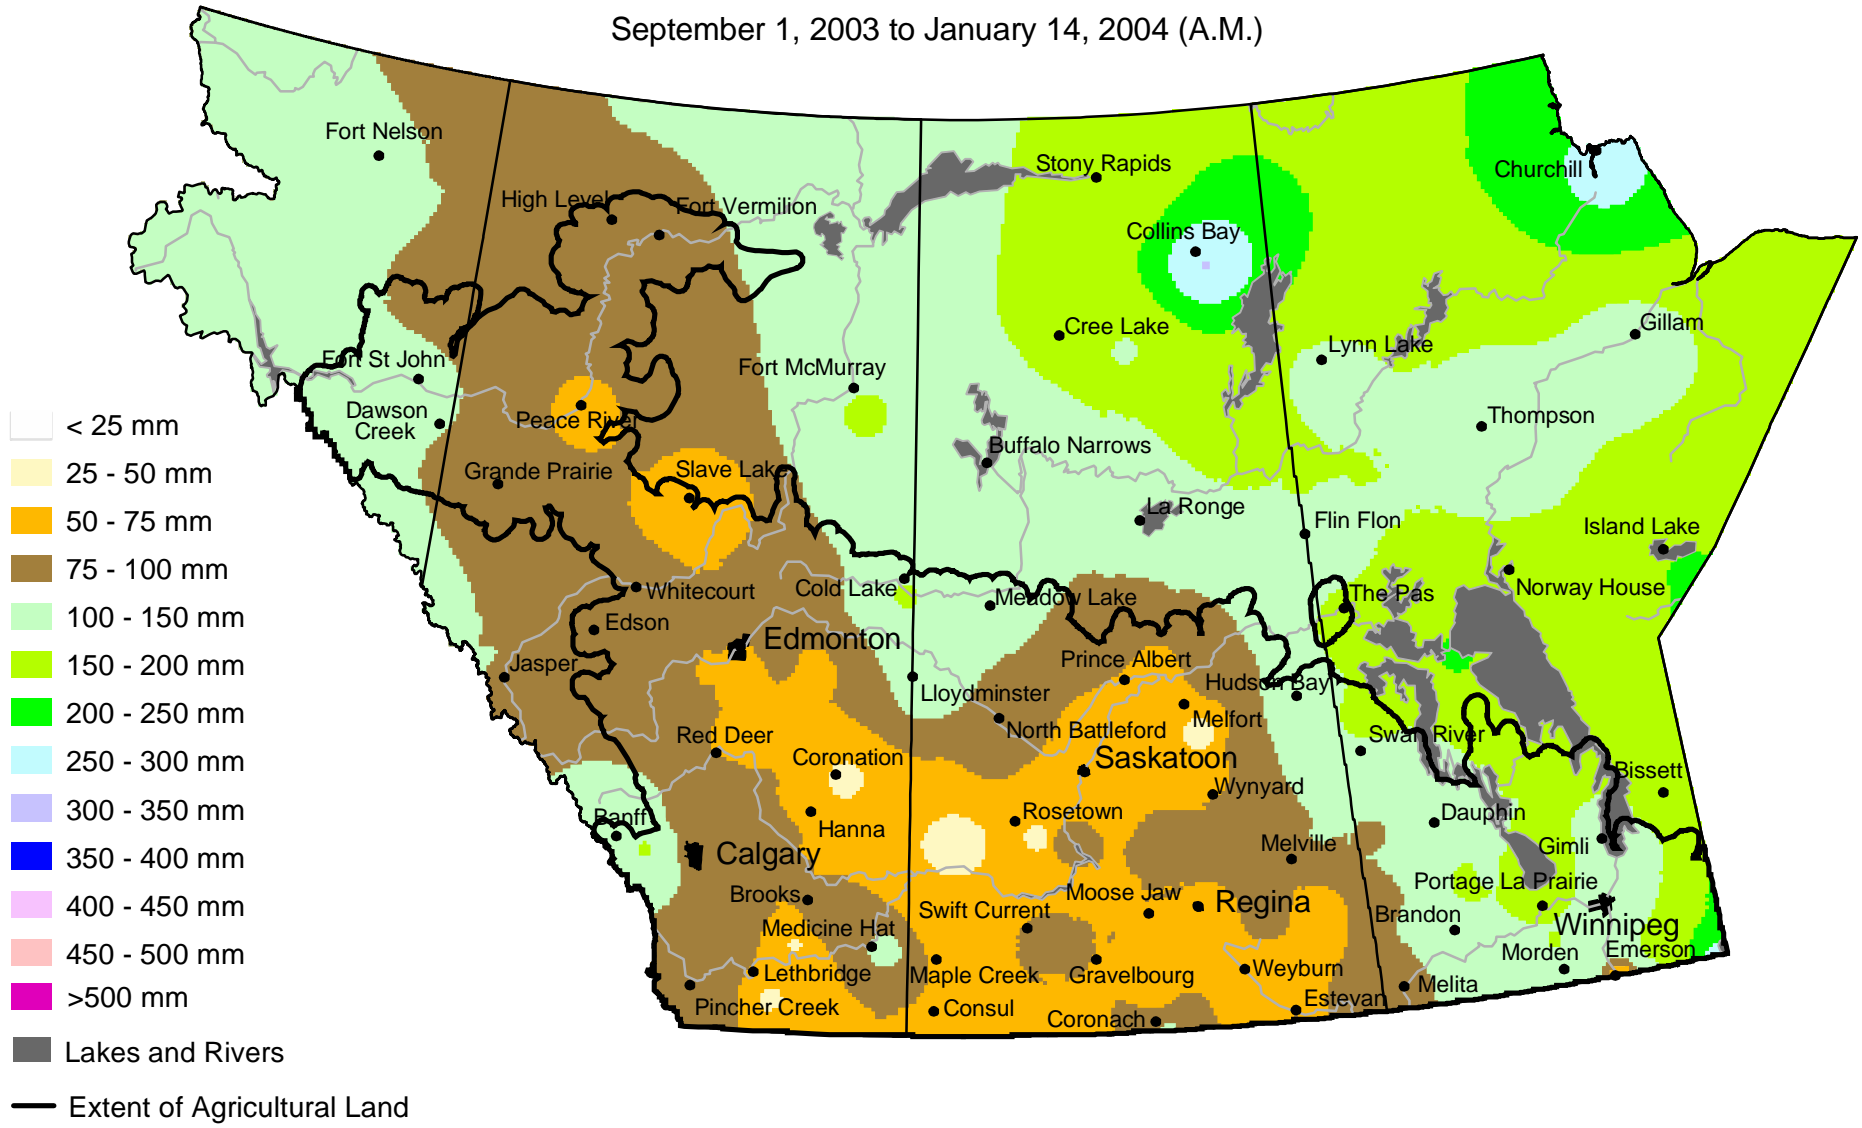 September 1, 2003 to January 14, 2004 (A.M.)
Fort Nelson
Stony Rapids
Churchill
High Level
Fort Vermilion
Collins Bay
Cree Lake
Gillam
Lynn Lake
Fort St John
Fort McMurray
Dawson
Creek
Peace River
Thompson
Buffalo Narrows
Grande Prairie
Slave Lake
La Ronge
Flin Flon
Island Lake
Whitecourt
Cold Lake
Meadow Lake
The Pas
Norway House
Edson
Edmonton
Jasper
Prince Albert
Hudson Bay
Lloydminster
North Battleford
Melfort
Red Deer
Coronation
Saskatoon
Swan River
Bissett
Wynyard
Banff
Hanna
Rosetown
Dauphin
Calgary
Melville
Gimli
Brooks
Moose Jaw
Portage La Prairie
Swift Current
Regina
Brandon
Winnipeg
Medicine Hat
Morden
Emerson
Lethbridge
Maple Creek
Gravelbourg
Weyburn
Melita
Pincher Creek
Consul
Coronach
Estevan
< 25 mm
25 - 50 mm
50 - 75 mm
75 - 100 mm
100 - 150 mm
150 - 200 mm
200 - 250 mm
250 - 300 mm
300 - 350 mm
350 - 400 mm
400 - 450 mm
450 - 500 mm
>500 mm
Lakes and Rivers
Extent of Agricultural Land